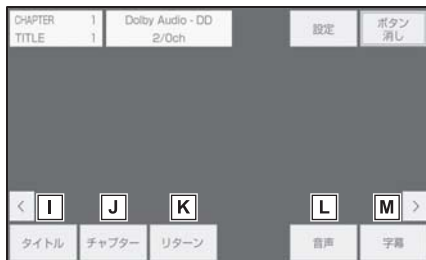 CHAPTER 1
TITLE 1
Dolby Audio - DD
2/0ch
設定
ボタン
消し
< I J K L M >
タイトル チャプター リターン 音声 字幕